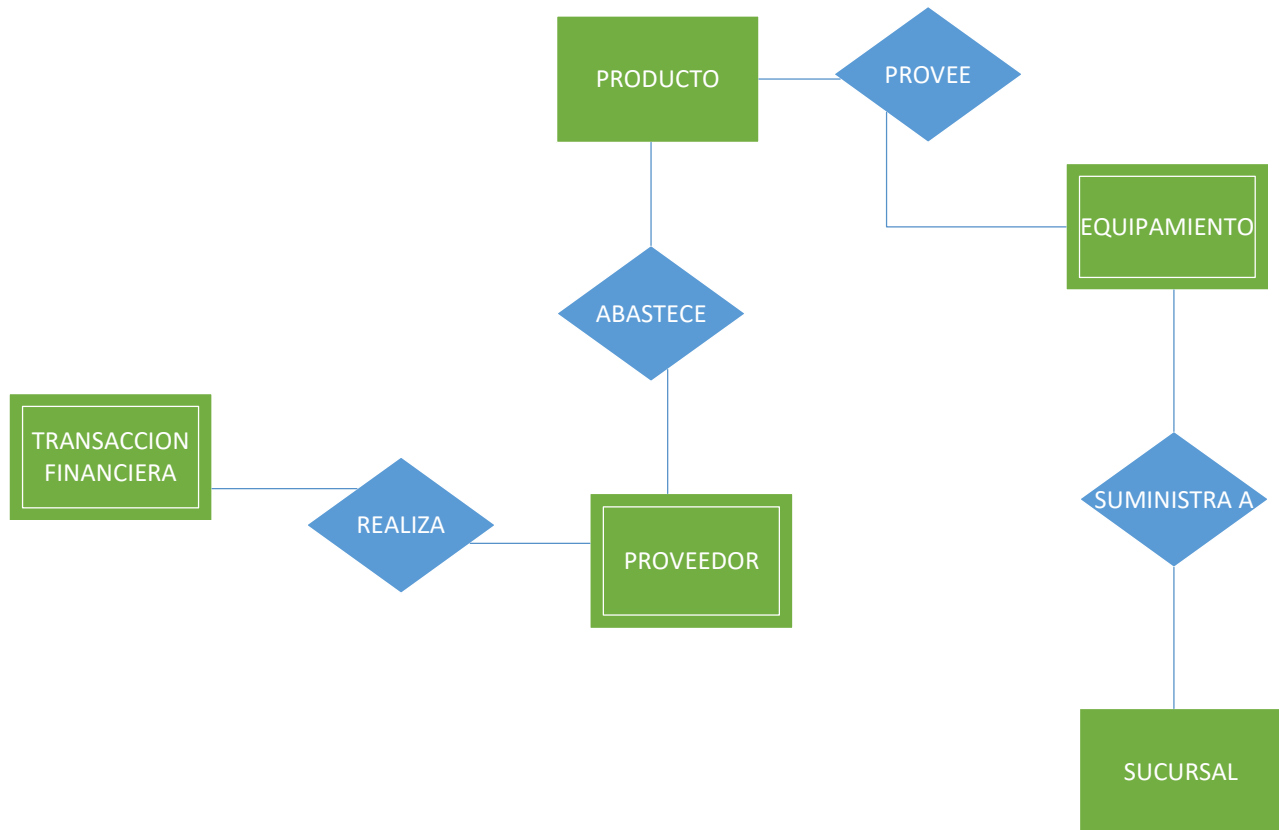 PRODUCTO
PROVEE
EQUIPAMIENTO
ABASTECE
TRANSACCION
FINANCIERA
REALIZA
PROVEEDOR
SUMINISTRA A
SUCURSAL